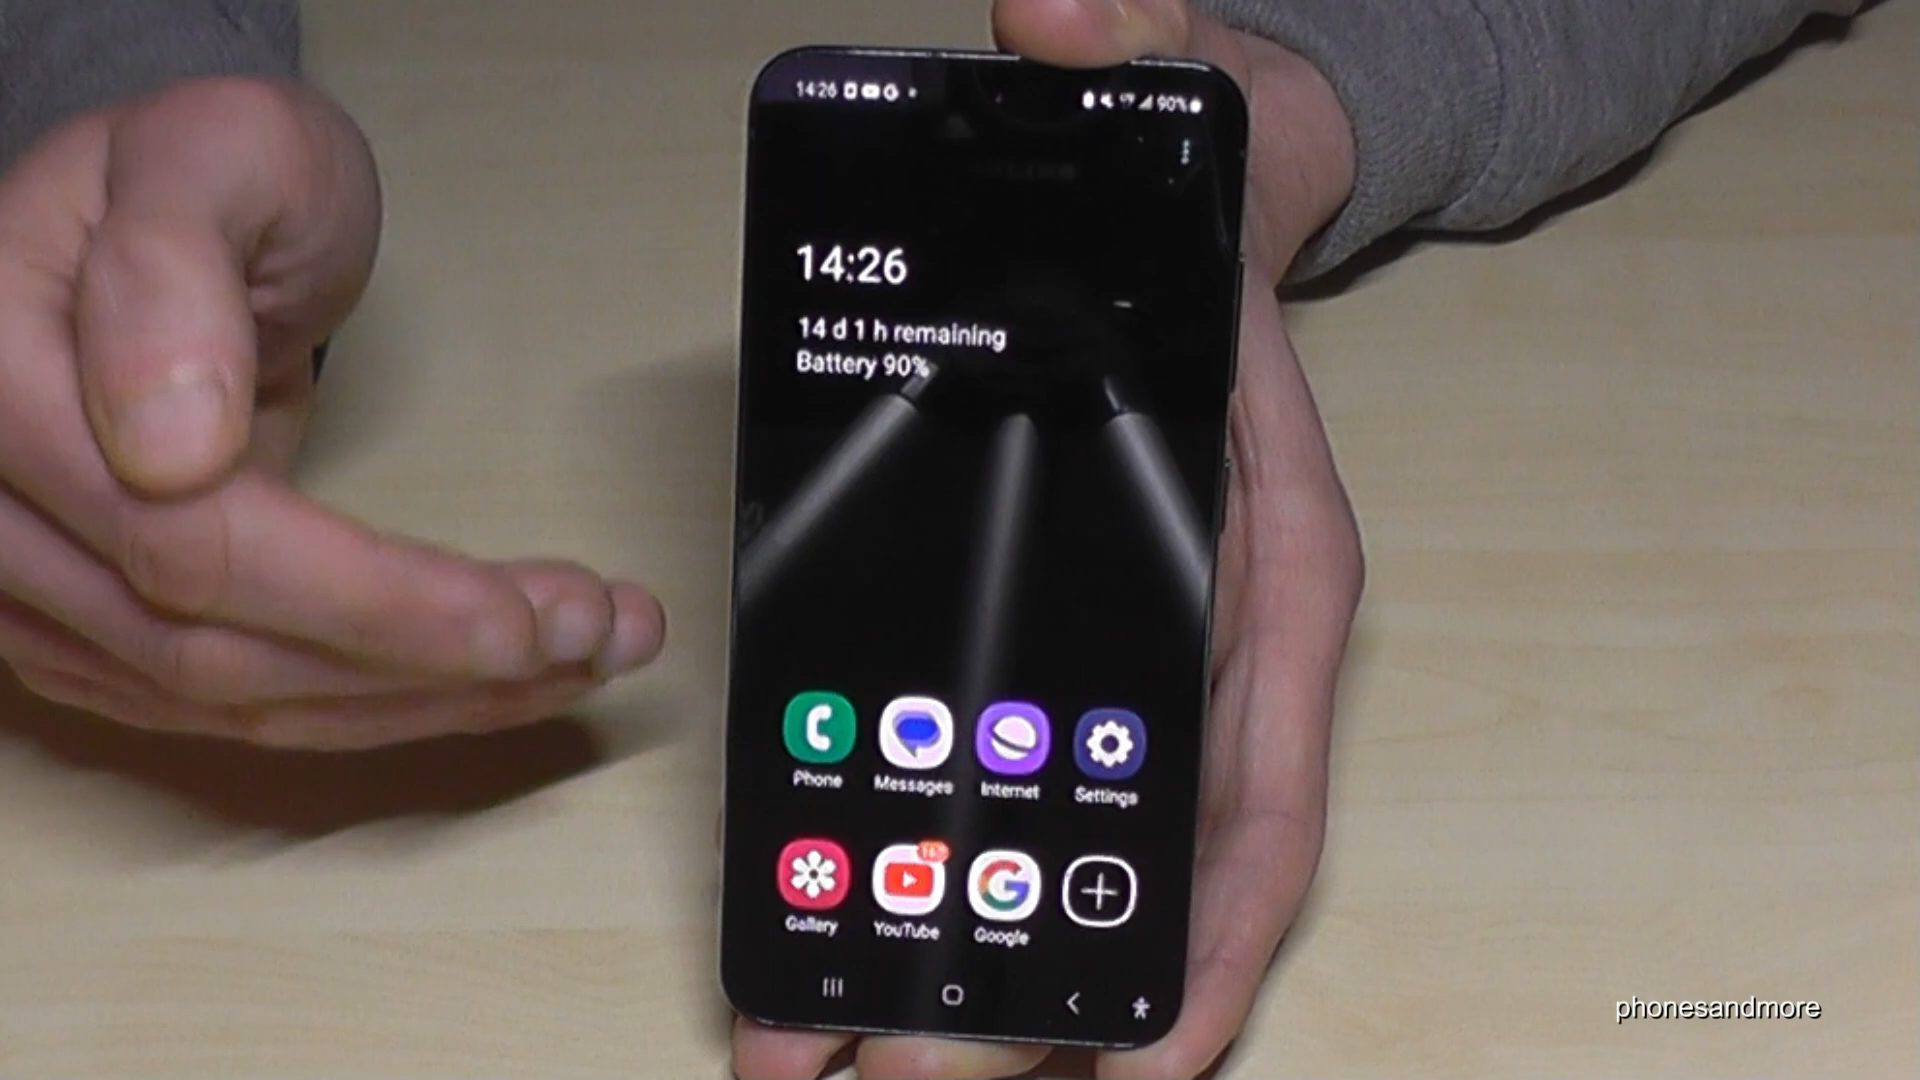 14:26
90%
14:26
14 d 1 h remaining
Battery 90%
Phone
Messages
Internet
Settings
Gallery
YouTube
Google
phonesandmore